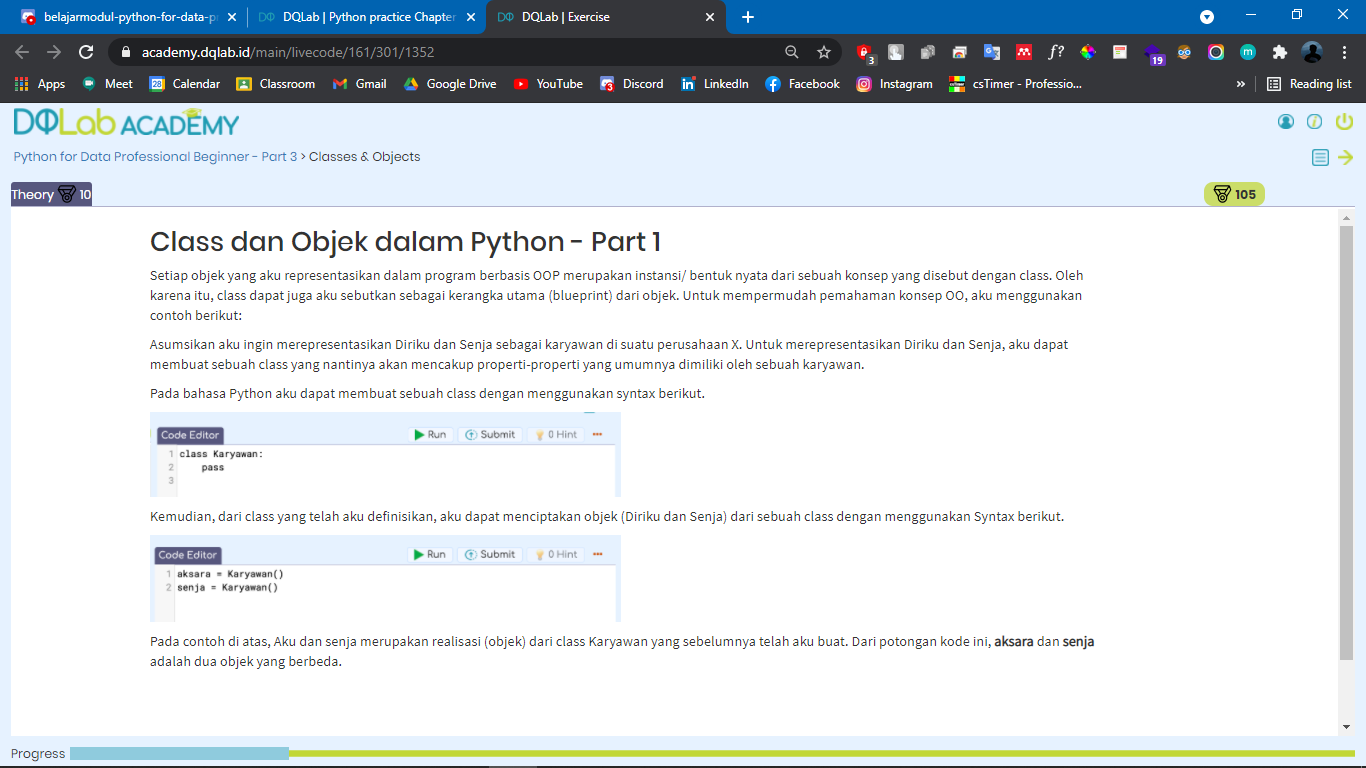 belajarmodul-python-for-data-pr
DQLab | Python practice Chapter
DQLab | Exercise
academy.dqlab.id/main/livecode/161/301/1352
3
f?
19
m
Apps
Meet
28
Calendar
Classroom
Gmail
Google Drive
YouTube
3
Discord
LinkedIn
Facebook
Instagram
csTimer - Professio...
»
Reading list
DQLab ACADEMY
Python for Data Professional Beginner - Part 3 > Classes & Objects
Theory 10
105
Class dan Objek dalam Python - Part 1
Setiap objek yang aku representasikan dalam program berbasis OOP merupakan instansi/ bentuk nyata dari sebuah konsep yang disebut dengan class. Oleh
karena itu, class dapat juga aku sebutkan sebagai kerangka utama (blueprint) dari objek. Untuk mempermudah pemahaman konsep OO, aku menggunakan
contoh berikut:
Asumsikan aku ingin merepresentasikan Diriku dan Senja sebagai karyawan di suatu perusahaan X. Untuk merepresentasikan Diriku dan Senja, aku dapat
membuat sebuah class yang nantinya akan mencakup properti-properti yang umumnya dimiliki oleh sebuah karyawan.
Pada bahasa Python aku dapat membuat sebuah class dengan menggunakan syntax berikut.
Code Editor
Run
Submit
0 Hint
1 class Karyawan:
2 pass
3
Kemudian, dari class yang telah aku definisikan, aku dapat menciptakan objek (Diriku dan Senja) dari sebuah class dengan menggunakan Syntax berikut.
Code Editor
Run
Submit
0 Hint
1 aksara = Karyawan()
2 senja = Karyawan()
Pada contoh di atas, Aku dan senja merupakan realisasi (objek) dari class Karyawan yang sebelumnya telah aku buat. Dari potongan kode ini, aksara dan senja
adalah dua objek yang berbeda.
Progress